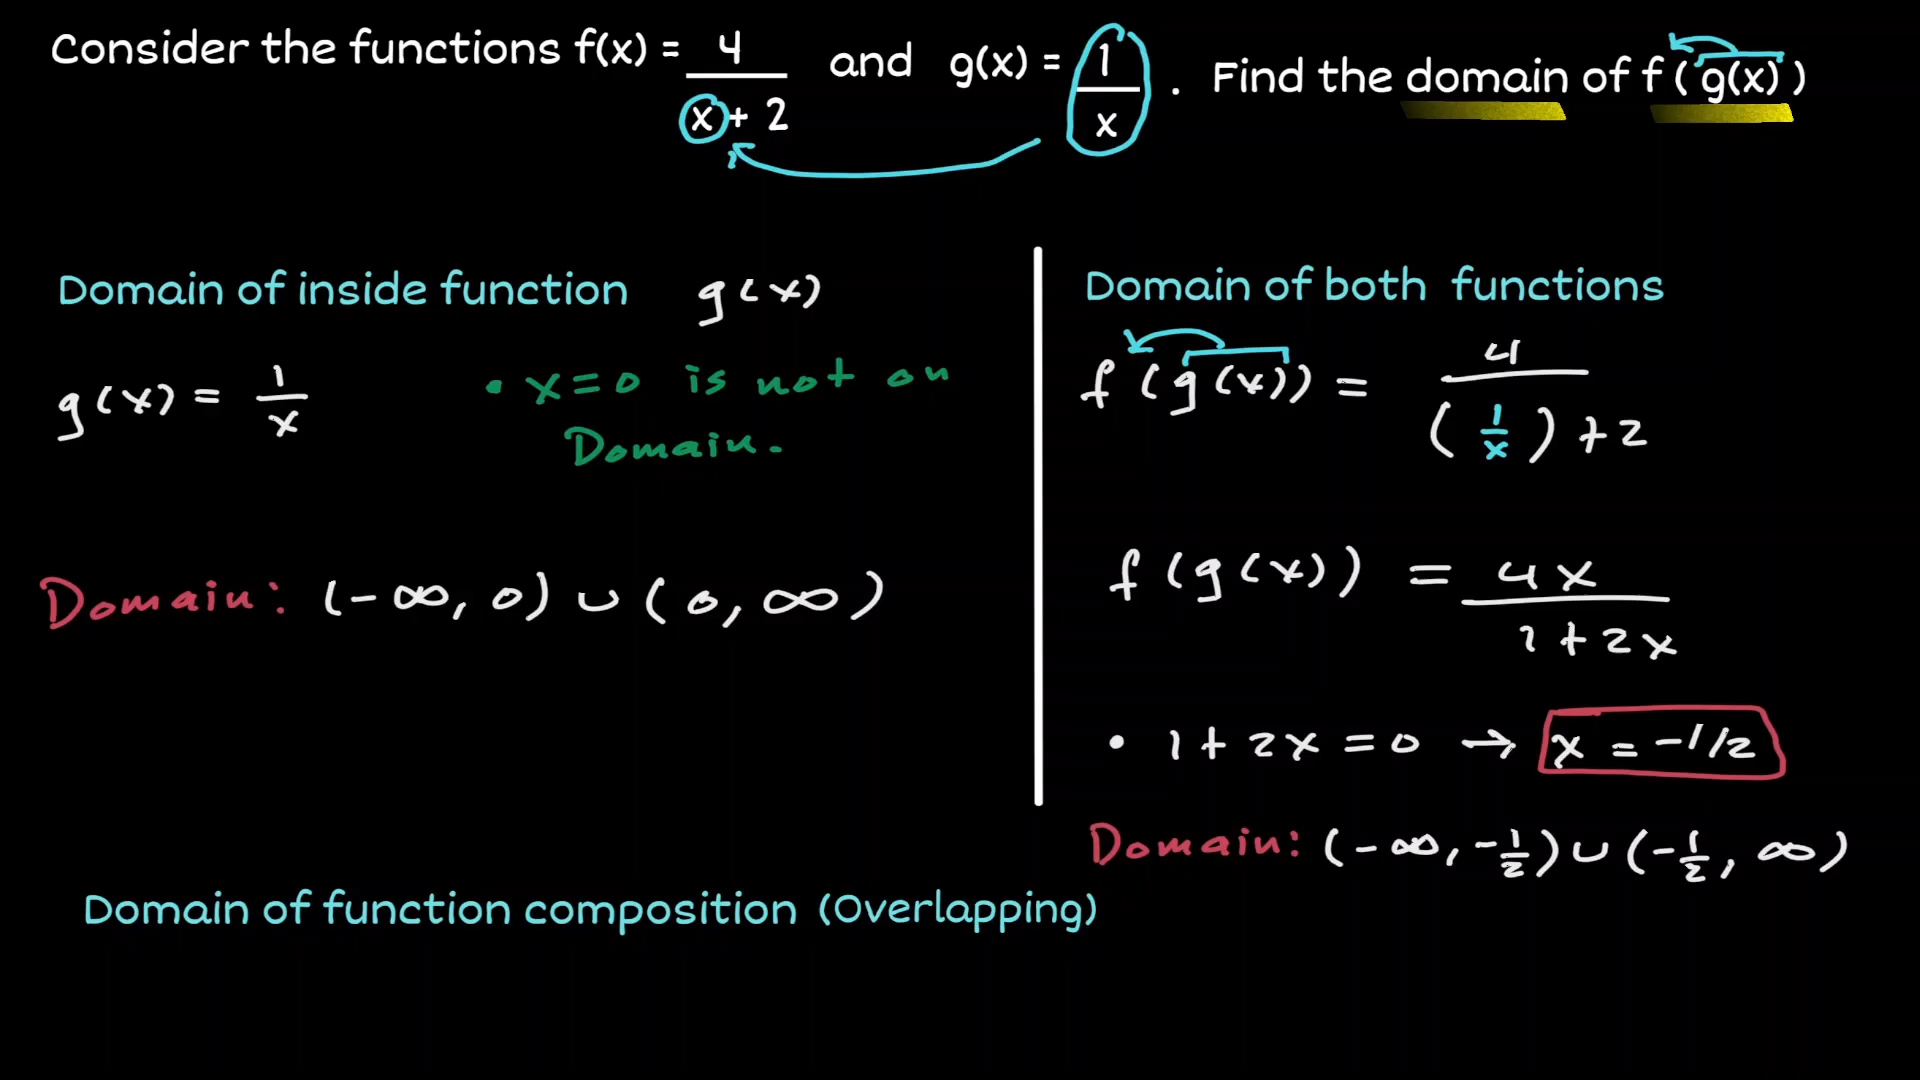 Consider the functions f(x) = 4/(x + 2) and g(x) = 1/x . Find the domain of f(g(x))
Domain of inside function g(x)
g(x) = 1/x
• x=0 is not on
Domain.
Domain: (-∞, 0) ∪ (0, ∞)
Domain of both functions
f(g(x)) = 4/((1/x)+2)
f(g(x)) = 4x/(1+2x)
• 1+2x=0 → x = -1/2
Domain: (-∞, -1/2) ∪ (-1/2, ∞)
Domain of function composition (Overlapping)